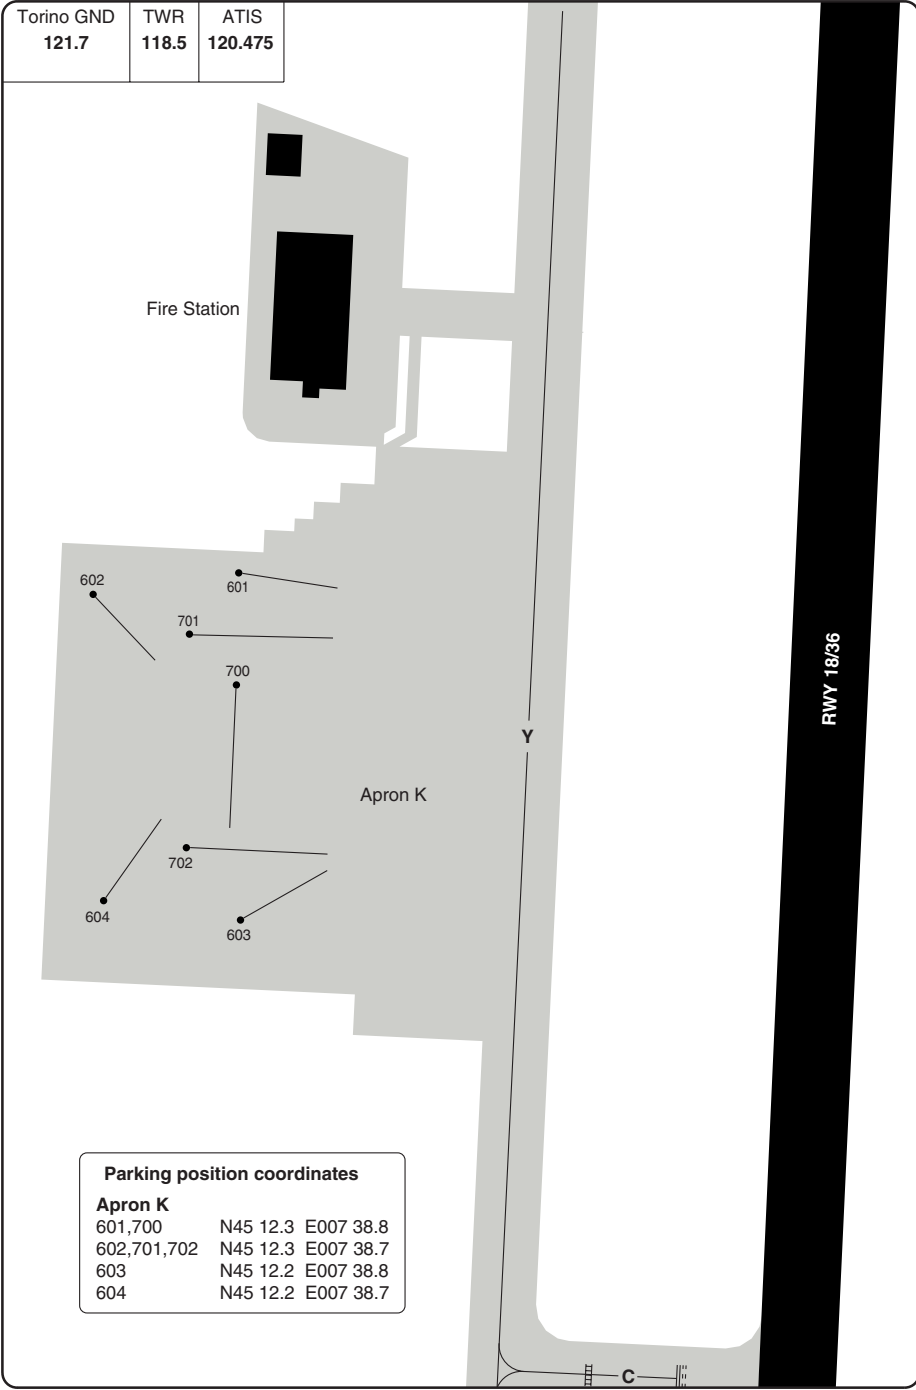 Torino GND TWR ATIS
121.7 118.5 120.475
Fire Station
602
601
701
700
RWY 18/36
Y
Apron K
702
604
603
Parking position coordinates
Apron K
601,700 N45 12.3 E007 38.8
602,701,702 N45 12.3 E007 38.7
603 N45 12.2 E007 38.8
604 N45 12.2 E007 38.7
C